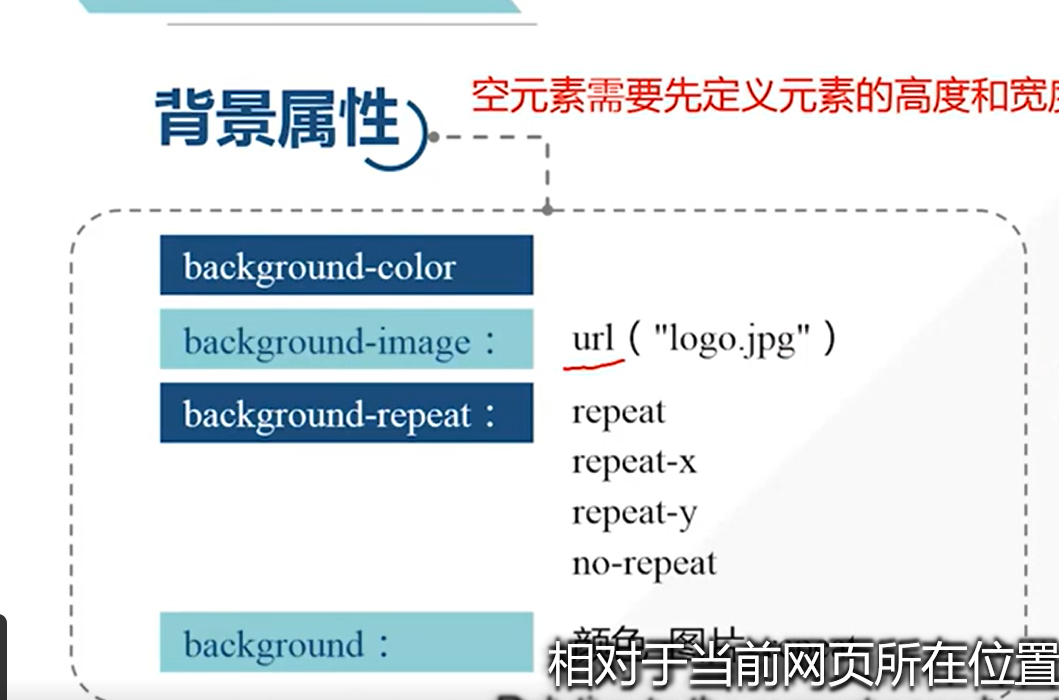 背景属性
空元素需要先定义元素的高度和宽度
background-color
background-image： url（"logo.jpg"）
background-repeat： repeat
repeat-x
repeat-y
no-repeat
background： 颜色 图片
相对于当前网页所在位置